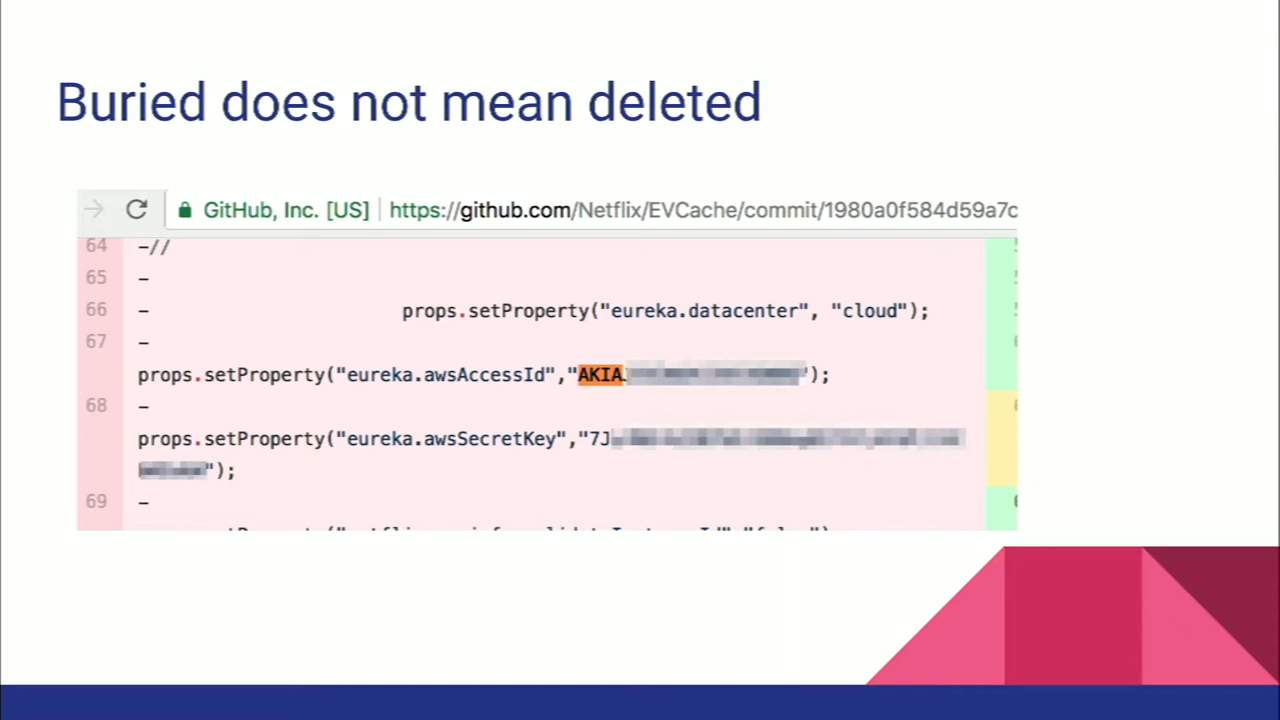 Buried does not mean deleted
GitHub, Inc. [US] | https://github.com/Netflix/EVCache/commit/1980a0f584d59a7c
64 -//
65 -
66 - props.setProperty("eureka.datacenter", "cloud");
67 -
props.setProperty("eureka.awsAccessId","AKIA");
68 -
props.setProperty("eureka.awsSecretKey","7J
");
69 -